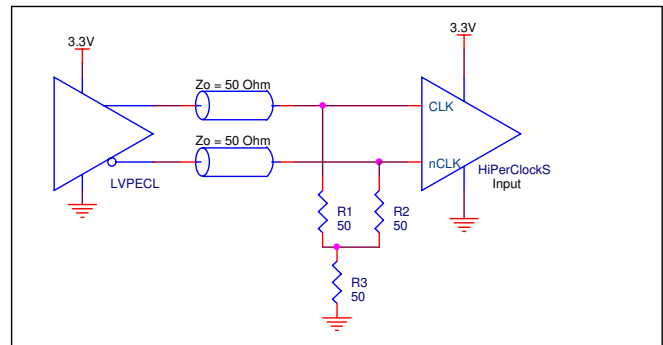 3.3V
3.3V
Zo = 50 Ohm
CLK
Zo = 50 Ohm
nCLK
LVPECL
HiPerClockS
Input
R1
50
R2
50
R3
50